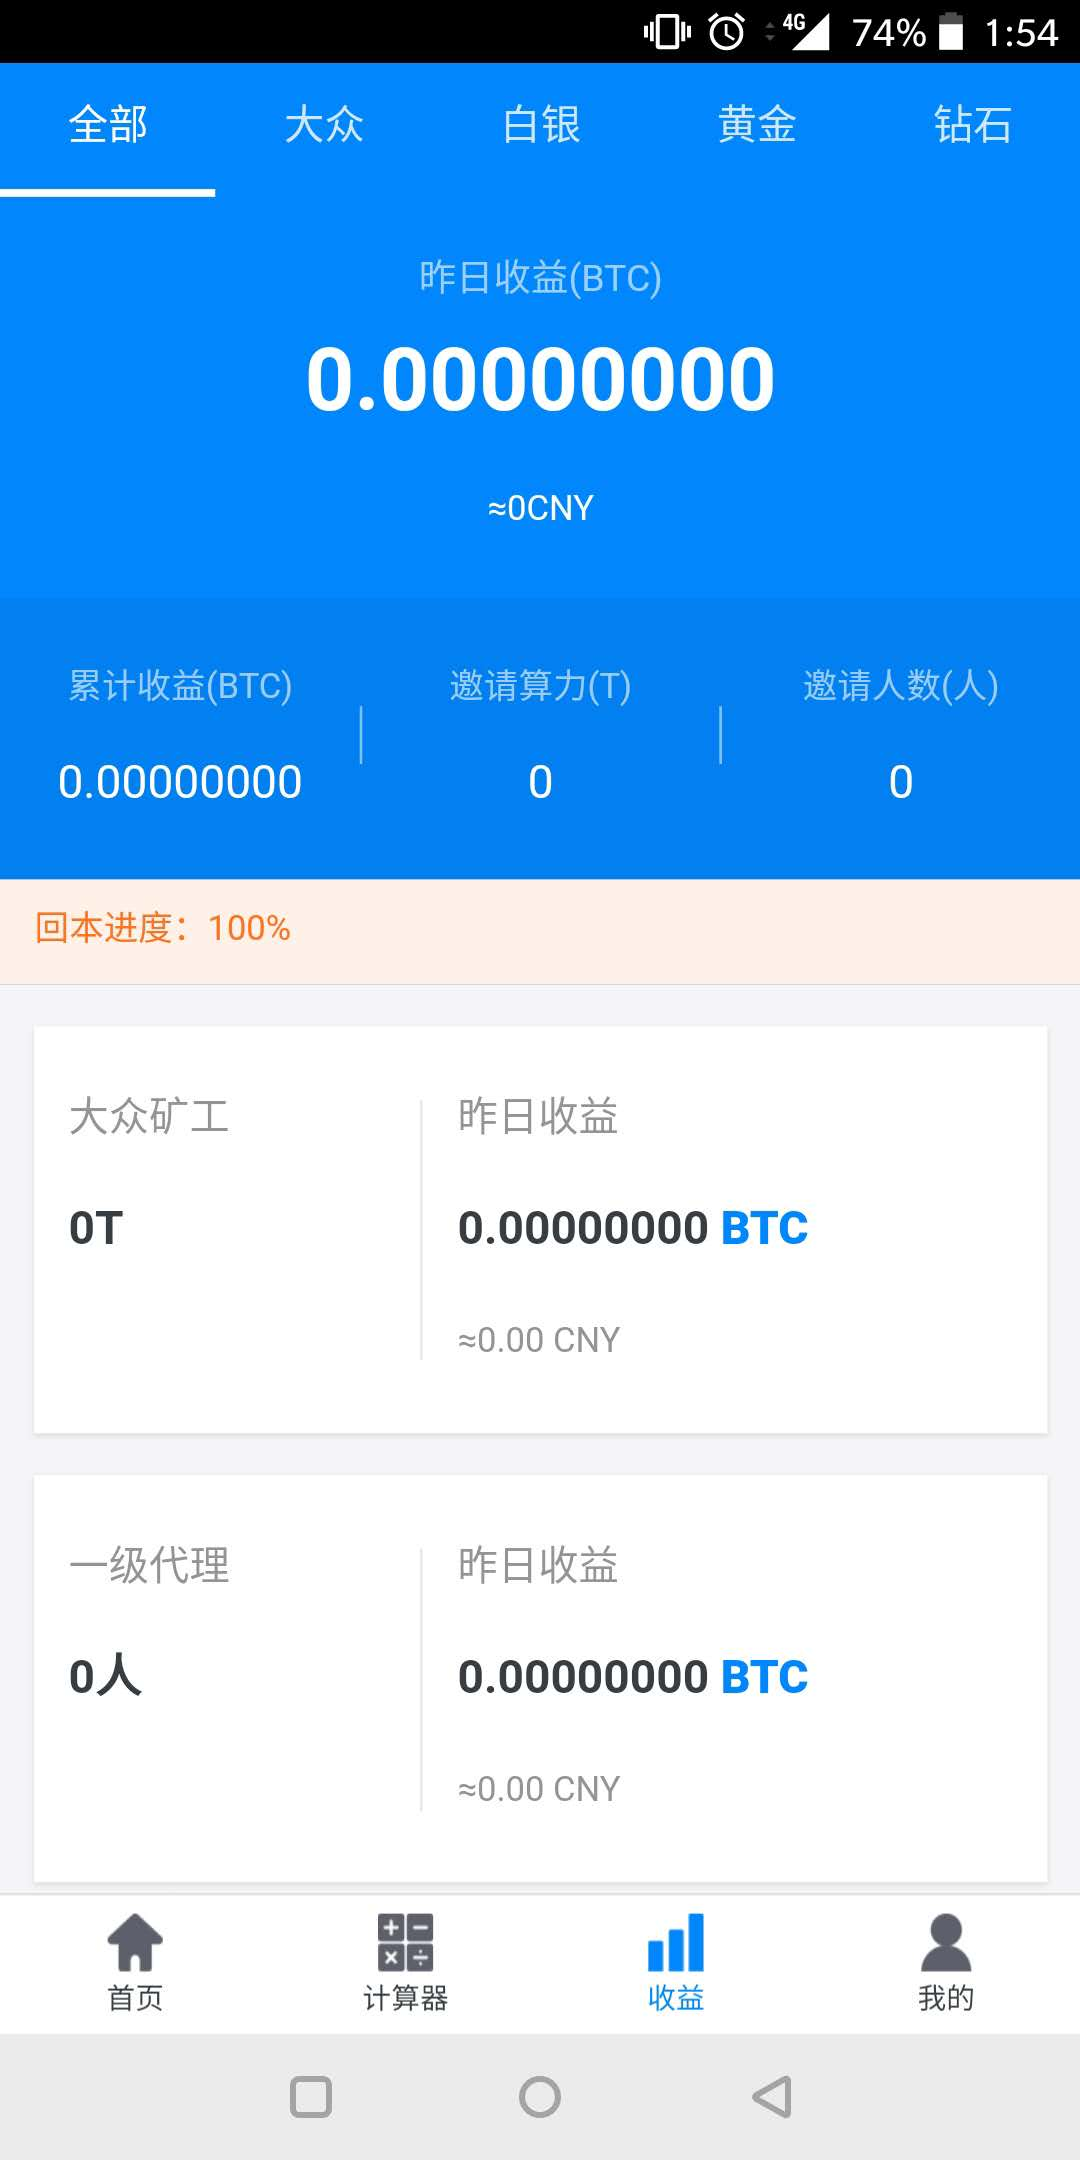 4G 74% 1:54
全部 大众 白银 黄金 钻石
昨日收益(BTC)
0.00000000
≈0CNY
累计收益(BTC) 邀请算力(T) 邀请人数(人)
0.00000000 0 0
回本进度：100%
大众矿工 昨日收益
0T 0.00000000 BTC
≈0.00 CNY
一级代理 昨日收益
0人 0.00000000 BTC
≈0.00 CNY
首页 计算器 收益 我的